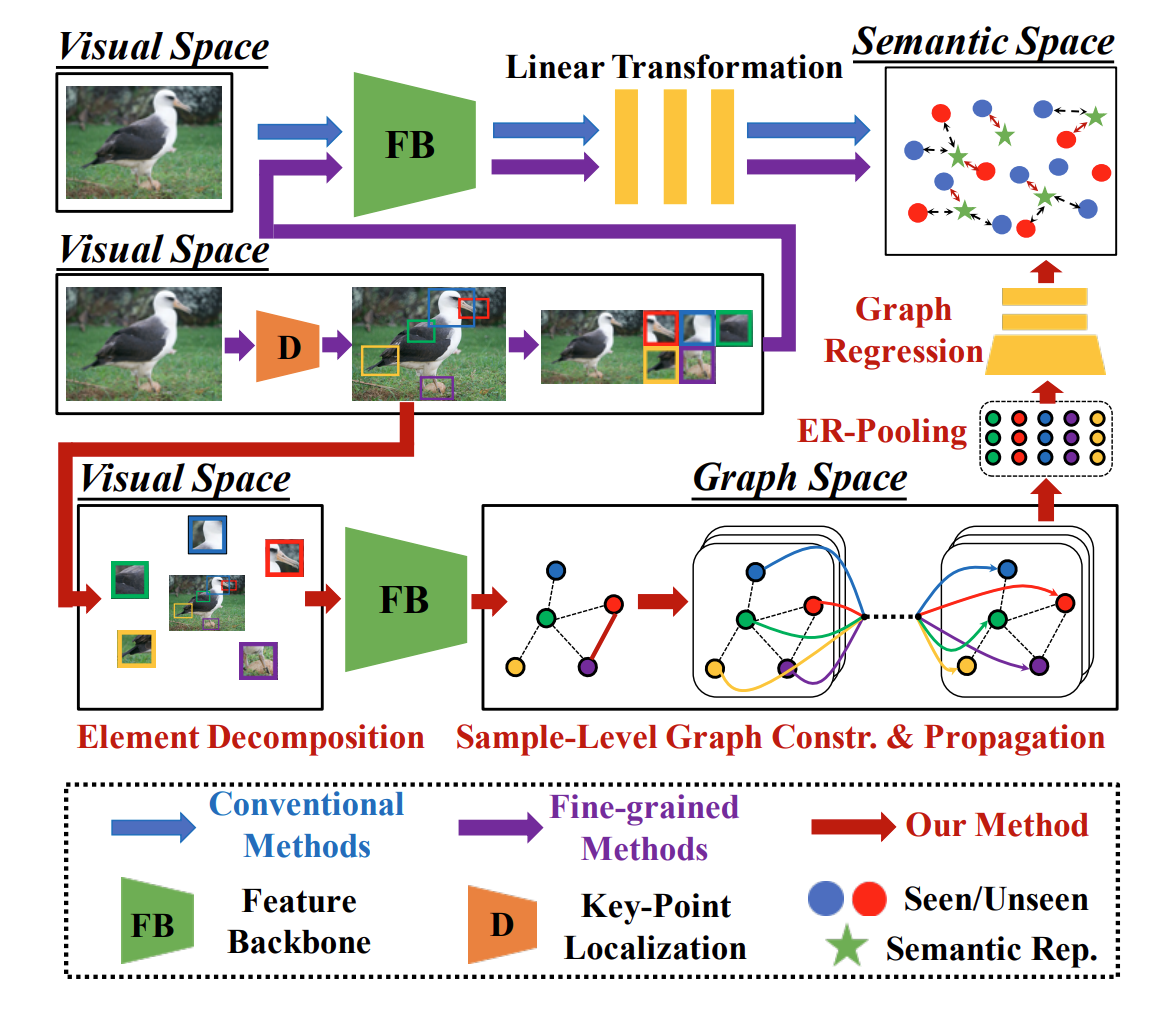 Visual Space
Linear Transformation
Semantic Space
FB
Visual Space
D
Graph
Regression
ER-Pooling
Visual Space
Graph Space
FB
Element Decomposition
Sample-Level Graph Constr. & Propagation
Conventional
Methods
Fine-grained
Methods
Our Method
FB
Feature
Backbone
D
Key-Point
Localization
Seen/Unseen
Semantic Rep.